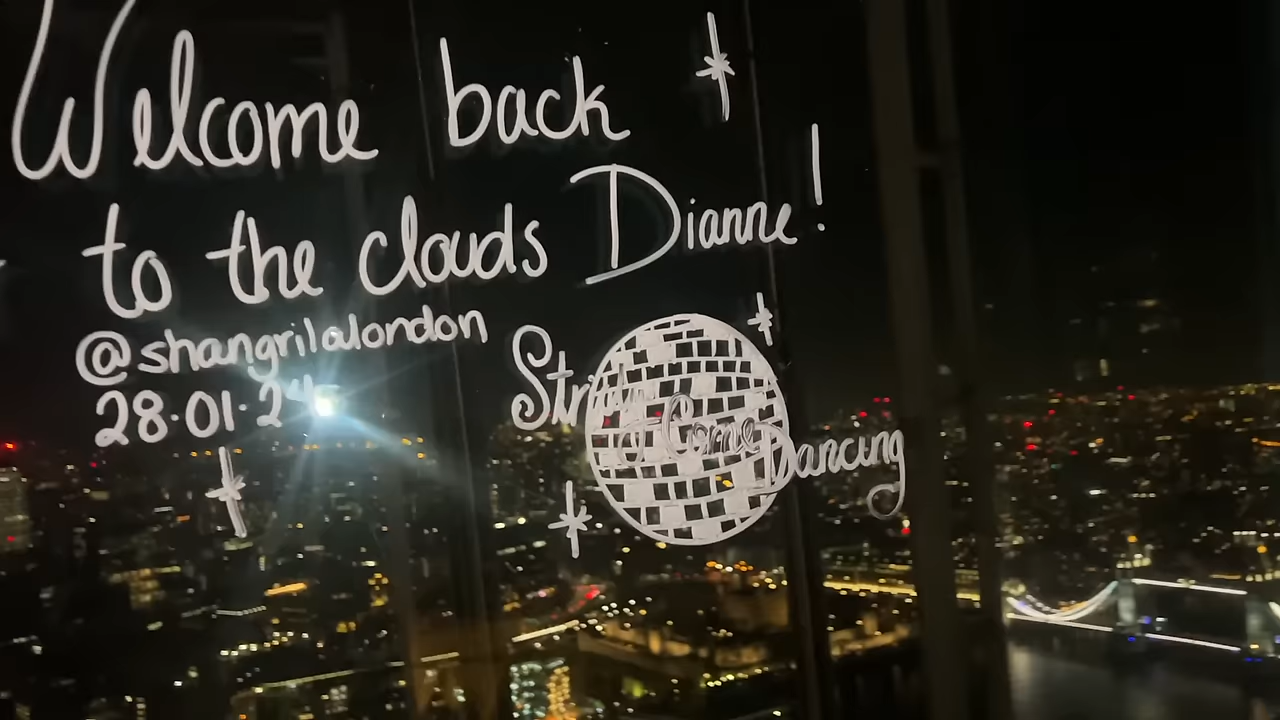 Welcome back
to the clouds Dianne!
@shangrilalondon
28.01.24
Strictly
Come Dancing